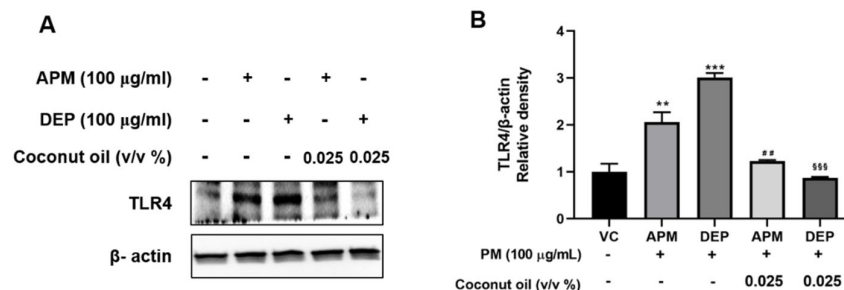 A
APM (100 μg/ml) - + - + -
DEP (100 μg/ml) - - + - +
Coconut oil (v/v %) - - - 0.025 0.025
TLR4
β- actin
B
TLR4/β-actin
Relative density
4
3
2
1
0
**
***
##
§§§
VC APM DEP APM DEP
PM (100 μg/mL) - + + + +
Coconut oil (v/v %) - - - 0.025 0.025